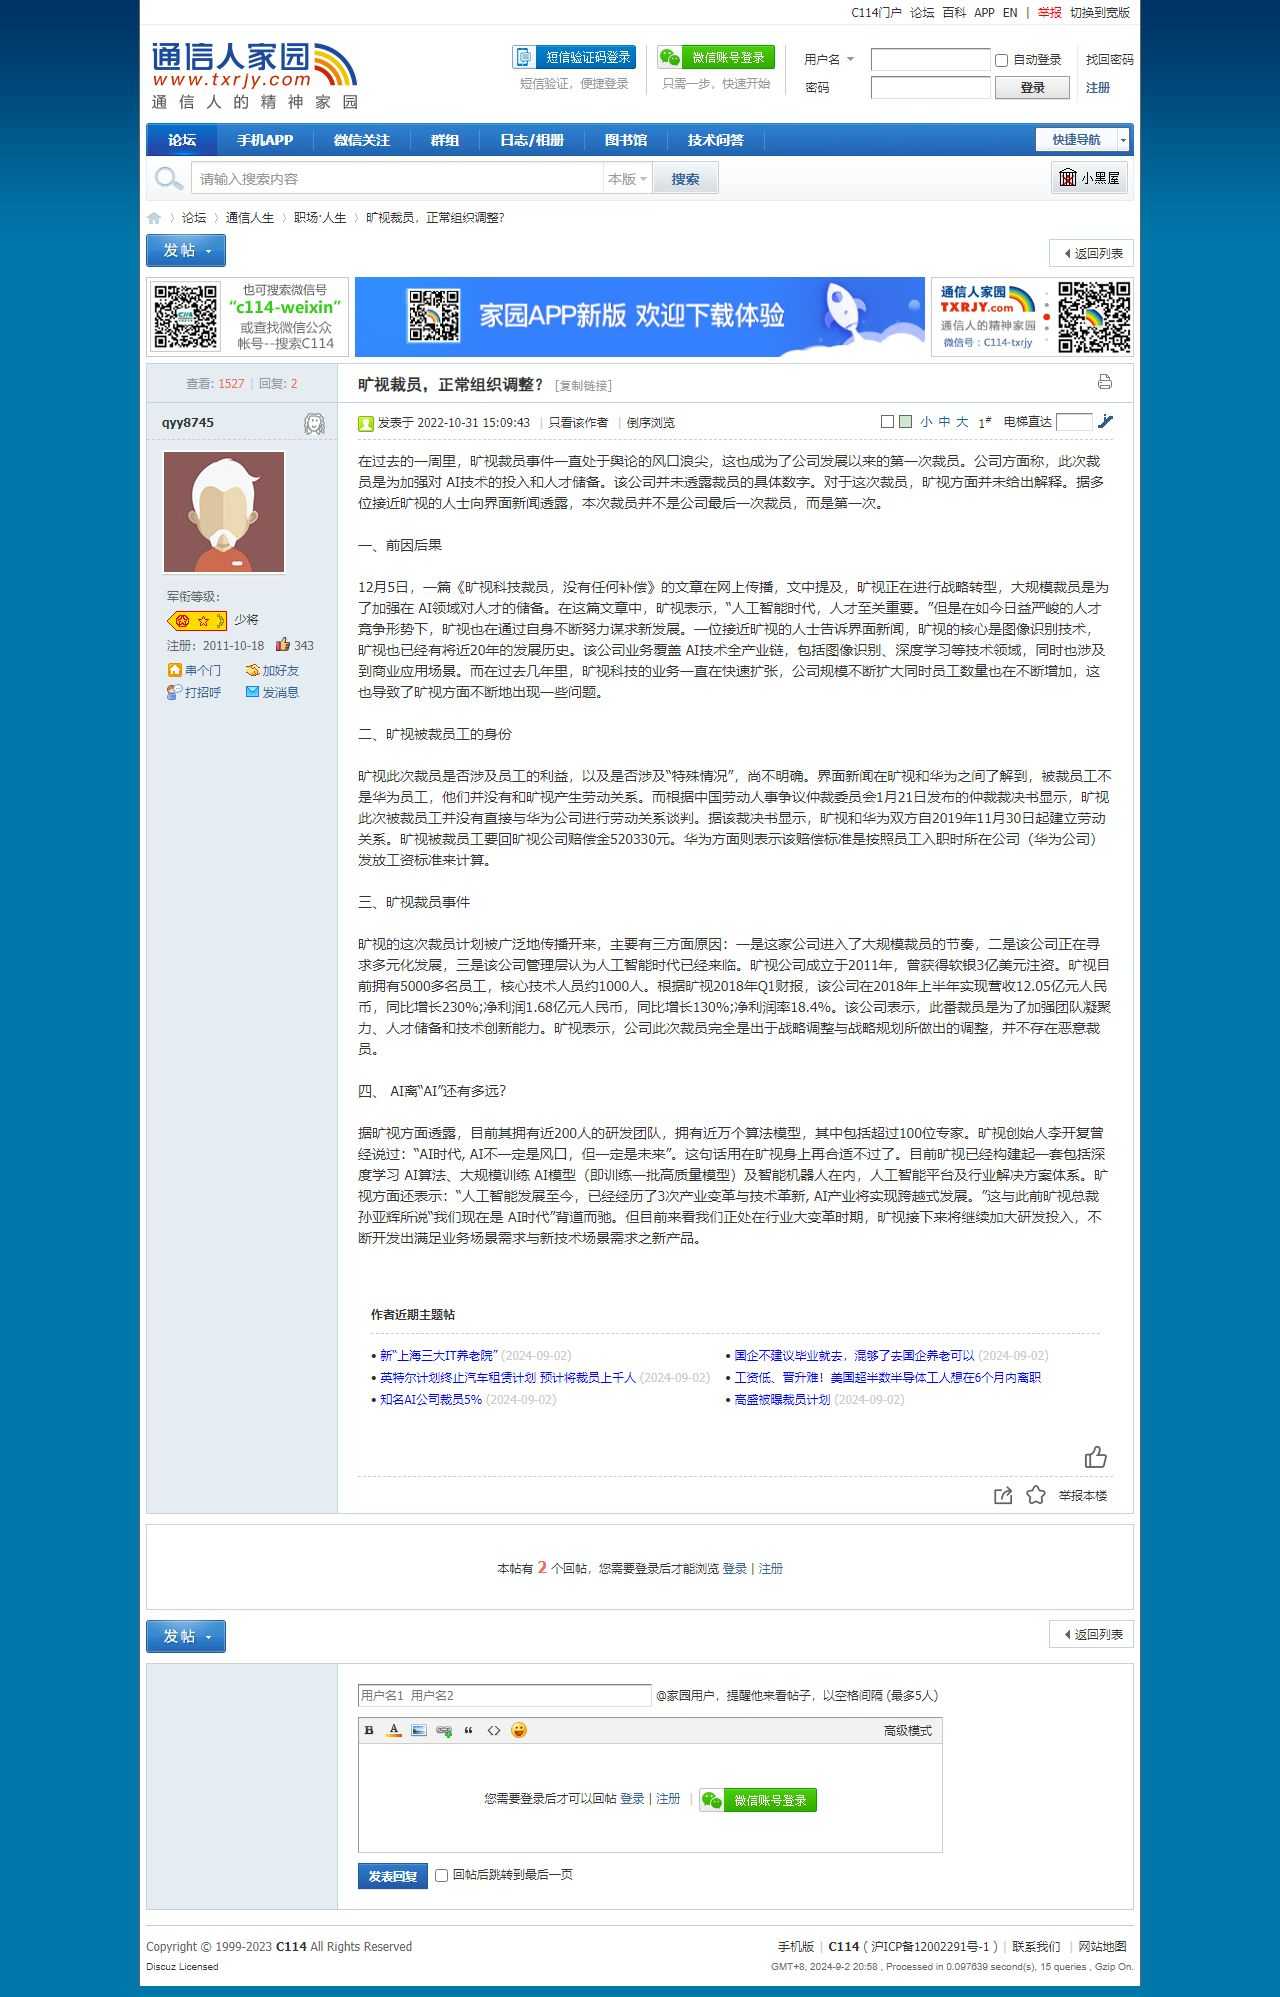 C114门户 论坛 百科 APP EN | 举报 切换到宽版
通信人家园
www.txrjy.com
通信人的精神家园
短信验证码登录
短信验证，便捷登录
微信账号登录
只需一步，快速开始
用户名 自动登录 找回密码
密码 登录 注册
论坛 手机APP 微信关注 群组 日志/相册 图书馆 技术问答 快捷导航
请输入搜索内容 本版 搜索 小黑屋
论坛 › 通信人生 › 职场·人生 › 旷视裁员，正常组织调整？
发帖 返回列表
也可搜索微信号
“c114-weixin”
或查找微信公众
帐号--搜索C114
家园APP新版 欢迎下载体验
通信人家园
TXRJY.com
通信人的精神家园
微信号：C114-txrjy
查看: 1527 | 回复: 2
旷视裁员，正常组织调整？ [复制链接]
qyy8745
发表于 2022-10-31 15:09:43 | 只看该作者 | 倒序浏览 小 中 大 1# 电梯直达
军衔等级：
少将
注册：2011-10-18 343
串个门 加好友
打招呼 发消息
在过去的一周里，旷视裁员事件一直处于舆论的风口浪尖，这也成为了公司发展以来的第一次裁员。公司方面称，此次裁
员是为加强对 AI技术的投入和人才储备。该公司并未透露裁员的具体数字。对于这次裁员，旷视方面并未给出解释。据多
位接近旷视的人士向界面新闻透露，本次裁员并不是公司最后一次裁员，而是第一次。
一、前因后果
12月5日，一篇《旷视科技裁员，没有任何补偿》的文章在网上传播，文中提及，旷视正在进行战略转型，大规模裁员是为
了加强在 AI领域对人才的储备。在这篇文章中，旷视表示，“人工智能时代，人才至关重要。”但是在如今日益严峻的人才
竞争形势下，旷视也在通过自身不断努力谋求新发展。一位接近旷视的人士告诉界面新闻，旷视的核心是图像识别技术，
旷视也已经有将近20年的发展历史。该公司业务覆盖 AI技术全产业链，包括图像识别、深度学习等技术领域，同时也涉及
到商业应用场景。而在过去几年里，旷视科技的业务一直在快速扩张，公司规模不断扩大同时员工数量也在不断增加，这
也导致了旷视方面不断地出现一些问题。
二、旷视被裁员工的身份
旷视此次裁员是否涉及员工的利益，以及是否涉及“特殊情况”，尚不明确。界面新闻在旷视和华为之间了解到，被裁员工不
是华为员工，他们并没有和旷视产生劳动关系。而根据中国劳动人事争议仲裁委员会1月21日发布的仲裁裁决书显示，旷视
此次被裁员工并没有直接与华为公司进行劳动关系谈判。据该裁决书显示，旷视和华为双方自2019年11月30日起建立劳动
关系。旷视被裁员工要回旷视公司赔偿金520330元。华为方面则表示该赔偿标准是按照员工入职时所在公司（华为公司）
发放工资标准来计算。
三、旷视裁员事件
旷视的这次裁员计划被广泛地传播开来，主要有三方面原因：一是这家公司进入了大规模裁员的节奏，二是该公司正在寻
求多元化发展，三是该公司管理层认为人工智能时代已经来临。旷视公司成立于2011年，曾获得软银3亿美元注资。旷视目
前拥有5000多名员工，核心技术人员约1000人。根据旷视2018年Q1财报，该公司在2018年上半年实现营收12.05亿元人民
币，同比增长230%;净利润1.68亿元人民币，同比增长130%;净利润率18.4%。该公司表示，此番裁员是为了加强团队凝聚
力、人才储备和技术创新能力。旷视表示，公司此次裁员完全是出于战略调整与战略规划所做出的调整，并不存在恶意裁
员。
四、 AI离“AI”还有多远？
据旷视方面透露，目前其拥有近200人的研发团队，拥有近万个算法模型，其中包括超过100位专家。旷视创始人李开复曾
经说过：“AI时代, AI不一定是风口，但一定是未来”。这句话用在旷视身上再合适不过了。目前旷视已经构建起一套包括深
度学习 AI算法、大规模训练 AI模型（即训练一批高质量模型）及智能机器人在内，人工智能平台及行业解决方案体系。旷
视方面还表示：“人工智能发展至今，已经经历了3次产业变革与技术革新, AI产业将实现跨越式发展。”这与此前旷视总裁
孙亚辉所说“我们现在是 AI时代”背道而驰。但目前来看我们正处在行业大变革时期，旷视接下来将继续加大研发投入，不
断开发出满足业务场景需求与新技术场景需求之新产品。
作者近期主题帖
• 新“上海三大IT养老院” (2024-09-02) • 国企不建议毕业就去，混够了去国企养老可以 (2024-09-02)
• 英特尔计划终止汽车租赁计划 预计将裁员上千人 (2024-09-02) • 工资低、晋升难！美国超半数半导体工人想在6个月内离职
• 知名AI公司裁员5% (2024-09-02) • 高盛被曝裁员计划 (2024-09-02)
举报本楼
本帖有 2 个回帖，您需要登录后才能浏览 登录 | 注册
发帖 返回列表
用户名1 用户名2 @家园用户，提醒他来看帖子，以空格间隔 (最多5人)
B A “ <> 高级模式
您需要登录后才可以回帖 登录 | 注册 | 微信账号登录
发表回复 回帖后跳转到最后一页
Copyright © 1999-2023 C114 All Rights Reserved 手机版 | C114 ( 沪ICP备12002291号-1 ) | 联系我们 | 网站地图
Discuz Licensed GMT+8, 2024-9-2 20:58 , Processed in 0.097639 second(s), 15 queries , Gzip On.